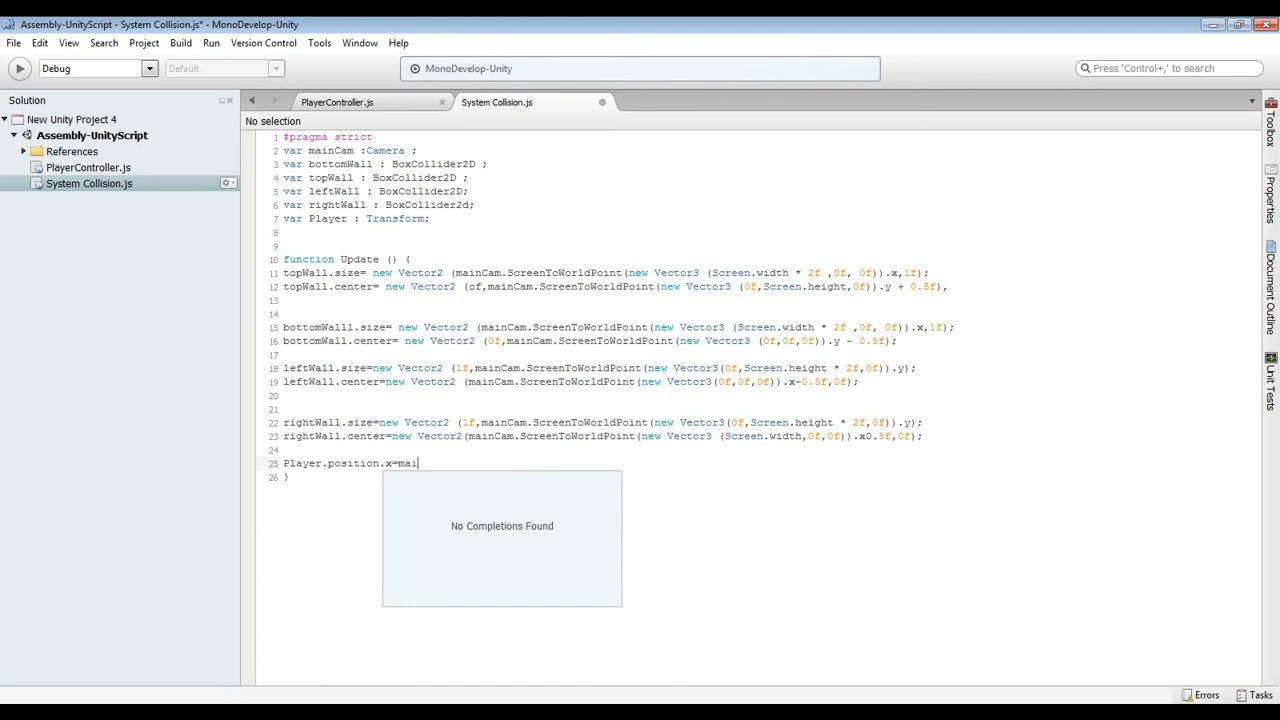 Assembly-UnityScript - System Collision.js* - MonoDevelop-Unity
File Edit View Search Project Build Run Version Control Tools Window Help
Debug Default MonoDevelop-Unity Press 'Control+,' to search
Solution
New Unity Project 4
Assembly-UnityScript
References
PlayerController.js
System Collision.js
PlayerController.js System Collision.js
No selection
1 #pragma strict
2 var mainCam :Camera ;
3 var bottomWall : BoxCollider2D ;
4 var topWall : BoxCollider2D ;
5 var leftWall : BoxCollider2D;
6 var rightWall : BoxCollider2d;
7 var Player : Transform;
8
9
10 function Update () {
11 topWall.size= new Vector2 (mainCam.ScreenToWorldPoint(new Vector3 (Screen.width * 2f ,0f, 0f)).x,1f);
12 topWall.center= new Vector2 (of,mainCam.ScreenToWorldPoint(new Vector3 (0f,Screen.height,0f)).y + 0.5f),
13
14
15 bottomWalll.size= new Vector2 (mainCam.ScreenToWorldPoint(new Vector3 (Screen.width * 2f ,0f, 0f)).x,1f);
16 bottomWall.center= new Vector2 (0f,mainCam.ScreenToWorldPoint(new Vector3 (0f,0f,0f)).y - 0.5f);
17
18 leftWall.size=new Vector2 (1f,mainCam.ScreenToWorldPoint(new Vector3(0f,Screen.height * 2f,0f)).y);
19 leftWall.center=new Vector2 (mainCam.ScreenToWorldPoint(new Vector3(0f,0f,0f)).x-0.5f,0f);
20
21
22 rightWall.size=new Vector2 (1f,mainCam.ScreenToWorldPoint(new Vector3(0f,Screen.height * 2f,0f)).y);
23 rightWall.center=new Vector2(mainCam.ScreenToWorldPoint(new Vector3 (Screen.width,0f,0f)).x0.5f,0f);
24
25 Player.position.x=mai
26 }
No Completions Found
Toolbox
Properties
Document Outline
Unit Tests
Errors Tasks